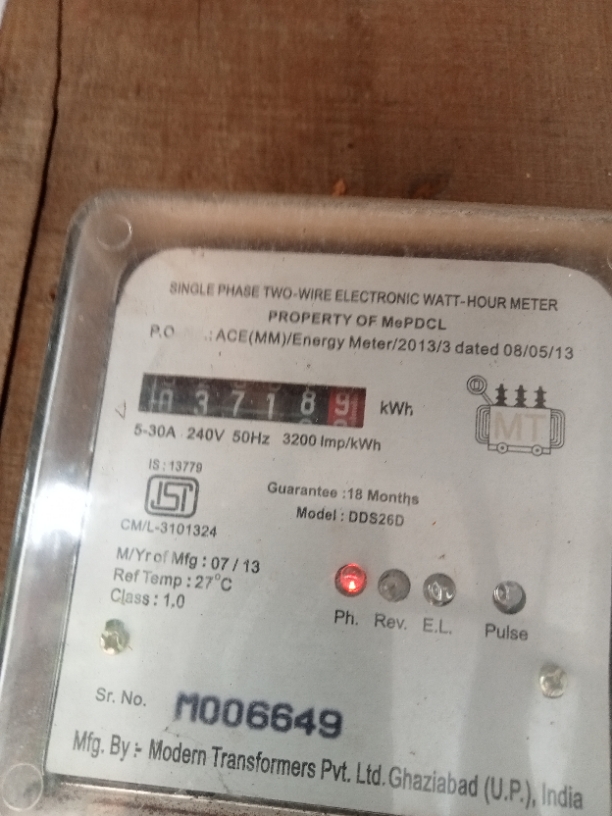 SINGLE PHASE TWO-WIRE ELECTRONIC WATT-HOUR METER
PROPERTY OF MePDCL
P.O .: ACE(MM)/Energy Meter/2013/3 dated 08/05/13
3 7 1 8 9 kWh
5-30A 240V 50Hz 3200 Imp/kWh
MT
IS : 13779
ISI
CM/L-3101324
Guarantee :18 Months
Model : DDS26D
M/Yr of Mfg : 07 / 13
Ref Temp : 27°C
Class : 1.0
Ph. Rev. E.L. Pulse
Sr. No. M006649
Mfg. By :- Modern Transformers Pvt. Ltd. Ghaziabad (U.P.), India